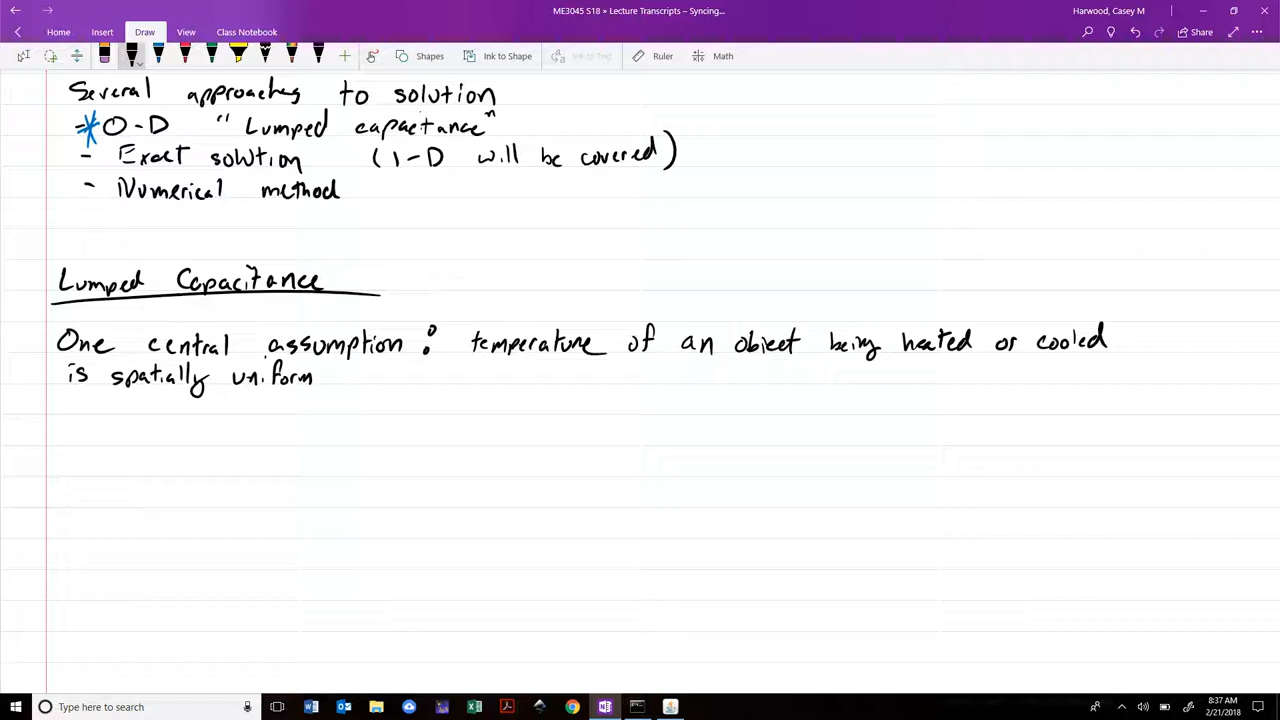 ME3045 S18 » Lecture Transcripts – Syncing...
Harwood, Casey M
Home Insert Draw View Class Notebook
Share
Shapes Ink to Shape Ink to Text Ruler Math
Several approaches to solution
- * 0-D "Lumped capacitance"
- Exact solution (1-D will be covered)
- Numerical method
Lumped Capacitance
One central assumption : temperature of an object being heated or cooled
is spatially uniform
Type here to search
8:37 AM
2/21/2018